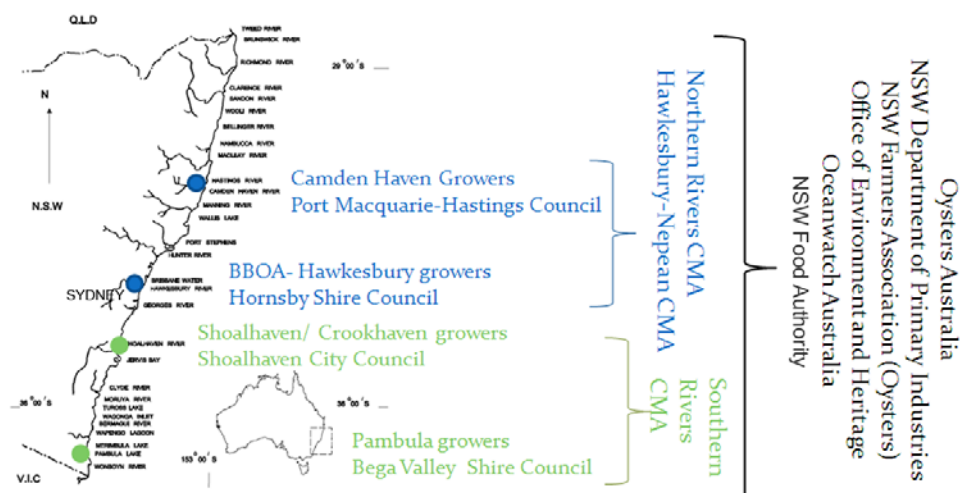 Q.L.D
TWEED RIVER
BRUNSWICK RIVER
RICHMOND RIVER
29 °00 ' S
CLARENCE RIVER
SANDON RIVER
WOOLI RIVER
N
BELLINGER RIVER
NAMBUCCA RIVER
MACLEAY RIVER
HASTINGS RIVER
CAMDEN HAVEN RIVER
N.S.W
MANNING RIVER
WALLIS LAKE
PORT STEPHENS
HUNTER RIVER
BRISBANE WATER
SYDNEY
HAWKESBURY RIVER
GEORGES RIVER
SHOALHAVEN RIVER
JERVIS BAY
CLYDE RIVER
MORUYA RIVER
36 °00 ' S
TUROSS LAKE
36 °00 ' S
WAGONGA INLET
BERMAGUI RIVER
WAPENGO LAGOON
MERIMBULA LAKE
PAMBULA LAKE
153 °00 ' S
WONBOYN RIVER
V.I.C
Camden Haven Growers
Port Macquarie-Hastings Council
BBOA- Hawkesbury growers
Hornsby Shire Council
Shoalhaven/ Crookhaven growers
Shoalhaven City Council
Pambula growers
Bega Valley Shire Council
Northern Rivers CMA
Hawkesbury-Nepean CMA
Southern
Rivers
CMA
Oysters Australia
NSW Department of Primary Industries
NSW Farmers Association (Oysters)
Office of Environment and Heritage
Oceanwatch Australia
NSW Food Authority